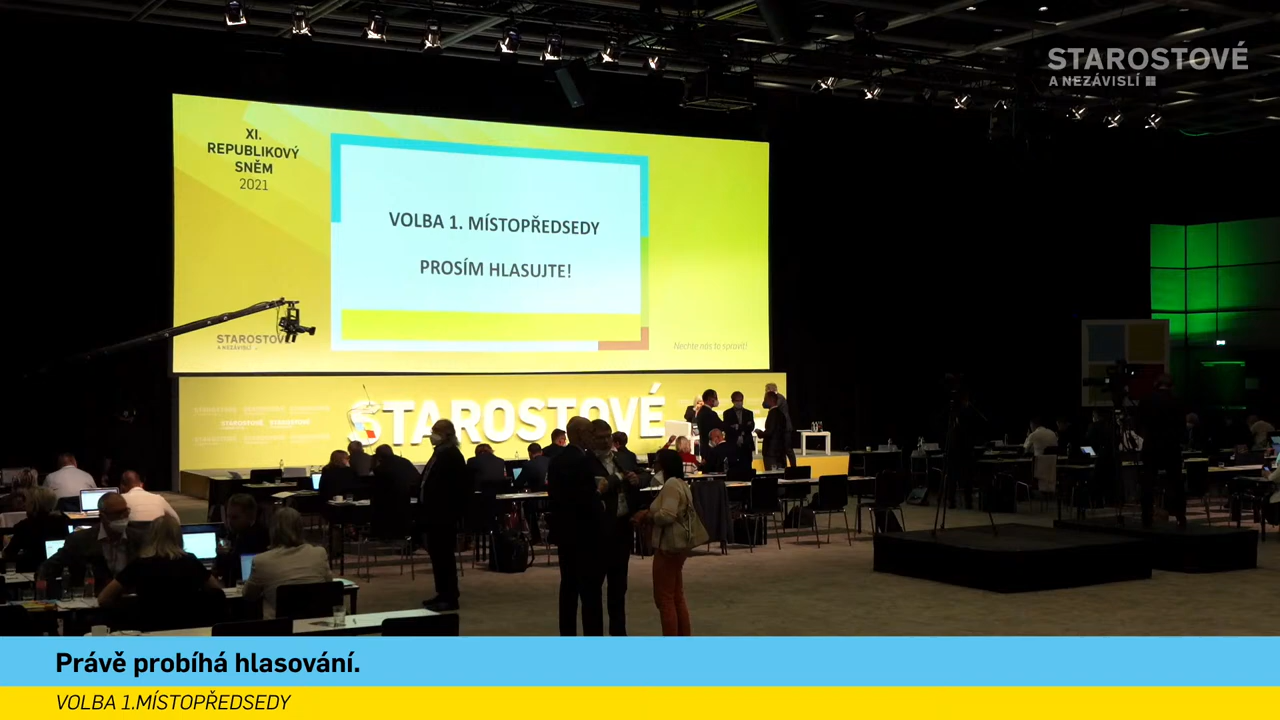 STAROSTOVÉ
A NEZÁVISLÍ
XI.
REPUBLIKOVÝ
SNĚM
2021
VOLBA 1. MÍSTOPŘEDSEDY
PROSÍM HLASUJTE!
STAROSTOVÉ
A NEZÁVISLÍ
Nechte nás to spravit!
STAROSTOVÉ
Právě probíhá hlasování.
VOLBA 1.MÍSTOPŘEDSEDY